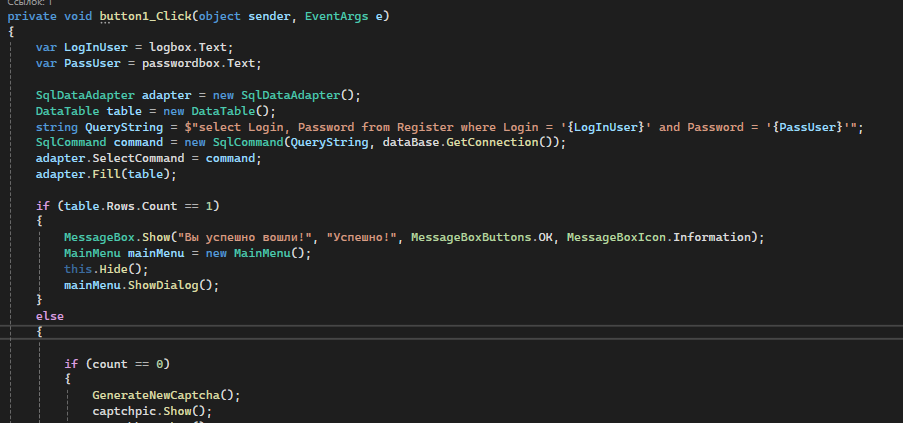 Ссылок: 1
private void button1_Click(object sender, EventArgs e)
{
var LogInUser = logbox.Text;
var PassUser = passwordbox.Text;
SqlDataAdapter adapter = new SqlDataAdapter();
DataTable table = new DataTable();
string QueryString = $"select Login, Password from Register where Login = '{LogInUser}' and Password = '{PassUser}'";
SqlCommand command = new SqlCommand(QueryString, dataBase.GetConnection());
adapter.SelectCommand = command;
adapter.Fill(table);
if (table.Rows.Count == 1)
{
MessageBox.Show("Вы успешно вошли!", "Успешно!", MessageBoxButtons.OK, MessageBoxIcon.Information);
MainMenu mainMenu = new MainMenu();
this.Hide();
mainMenu.ShowDialog();
}
else
{
if (count == 0)
{
GenerateNewCaptcha();
captchpic.Show();